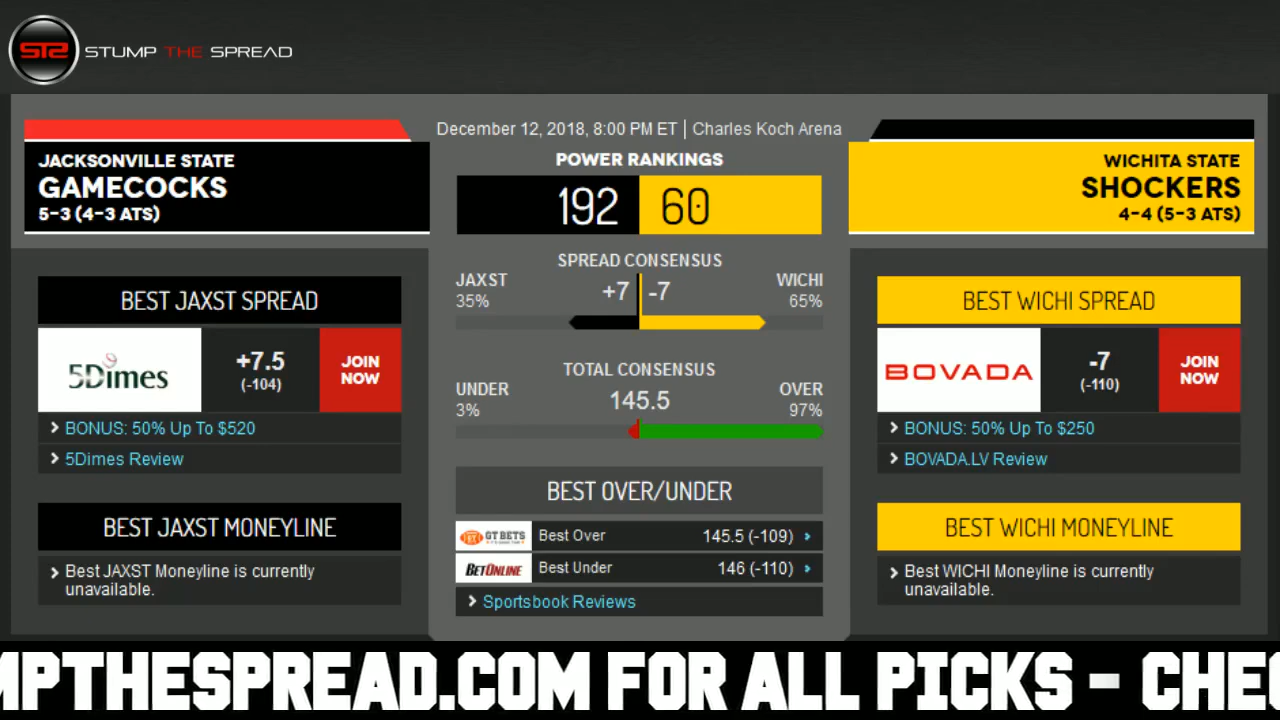 STS STUMP THE SPREAD
December 12, 2018, 8:00 PM ET | Charles Koch Arena
JACKSONVILLE STATE
GAMECOCKS
5-3 (4-3 ATS)
POWER RANKINGS
192 60
WICHITA STATE
SHOCKERS
4-4 (5-3 ATS)
SPREAD CONSENSUS
JAXST +7 -7 WICHI
35% 65%
TOTAL CONSENSUS
UNDER 145.5 OVER
3% 97%
BEST JAXST SPREAD
5Dimes +7.5 (-104) JOIN NOW
> BONUS: 50% Up To $520
> 5Dimes Review
BEST JAXST MONEYLINE
> Best JAXST Moneyline is currently
unavailable.
BEST OVER/UNDER
GT BETS Best Over 145.5 (-109) >
BETONLINE Best Under 146 (-110) >
> Sportsbook Reviews
BEST WICHI SPREAD
BOVADA -7 (-110) JOIN NOW
> BONUS: 50% Up To $250
> BOVADA.LV Review
BEST WICHI MONEYLINE
> Best WICHI Moneyline is currently
unavailable.
MPTHESPREAD.COM FOR ALL PICKS - CHEC